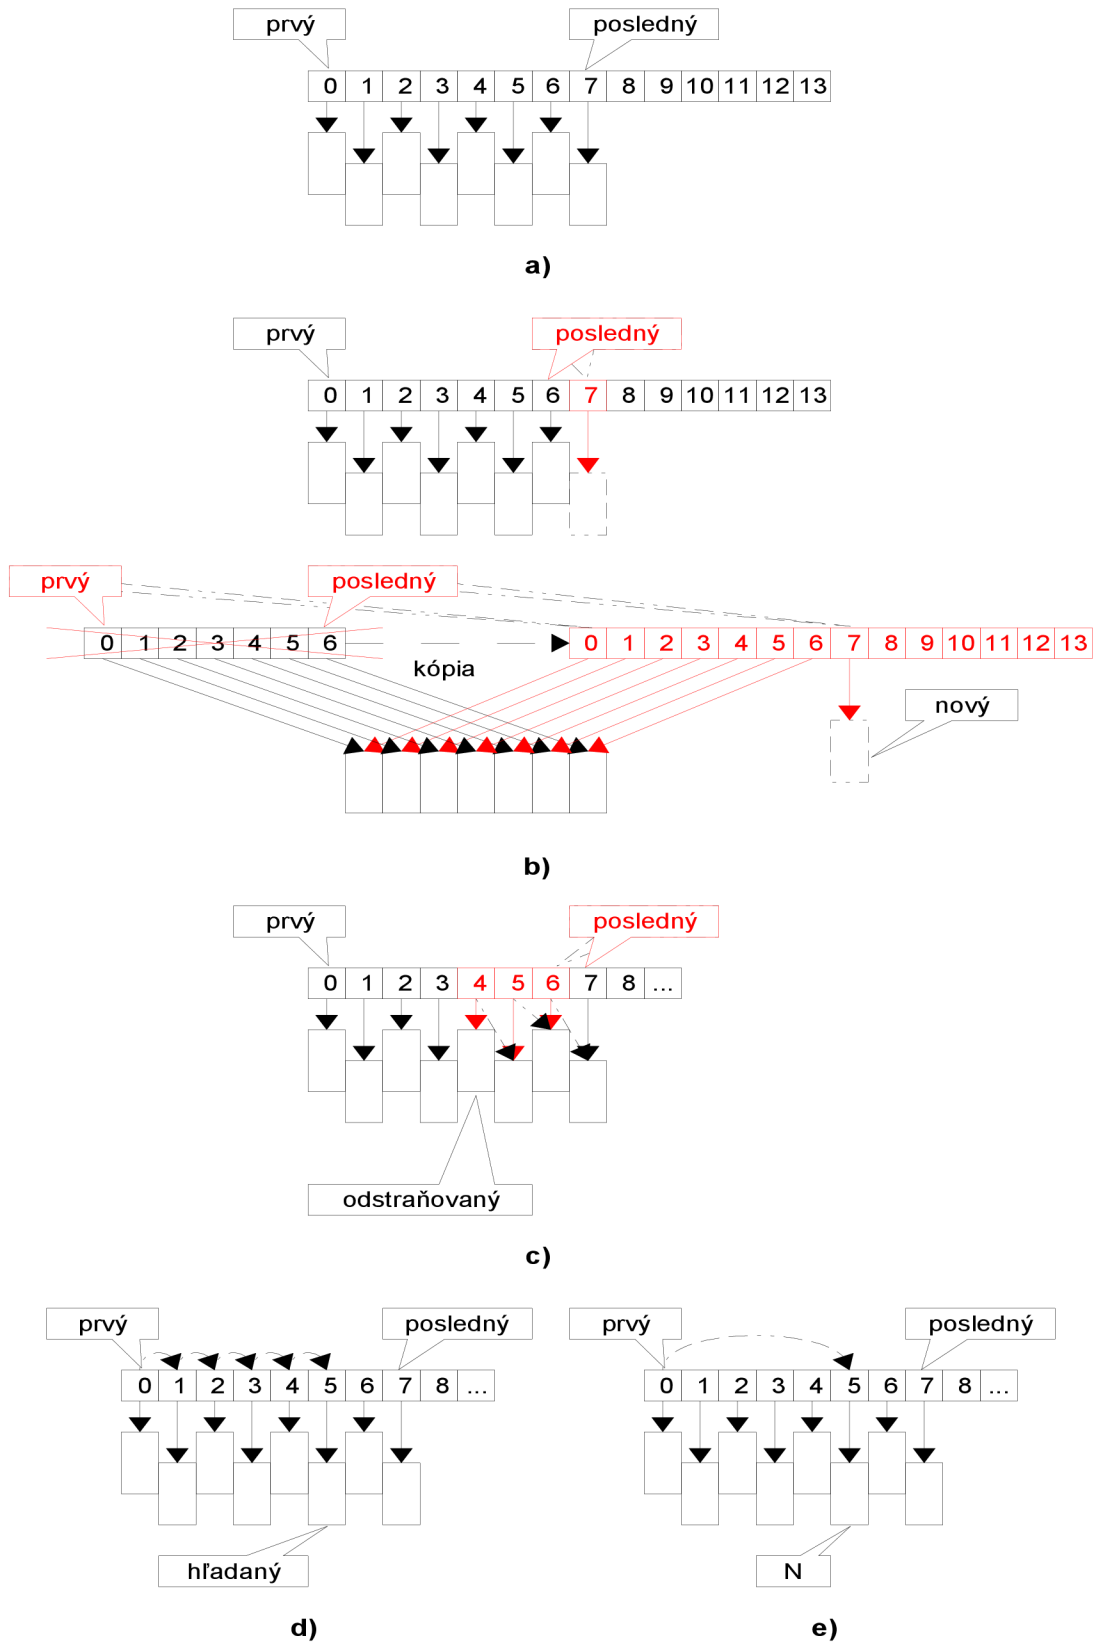 prvý posledný
0 1 2 3 4 5 6 7 8 9 10 11 12 13
a)
prvý posledný
0 1 2 3 4 5 6 7 8 9 10 11 12 13
prvý posledný
0 1 2 3 4 5 6 0 1 2 3 4 5 6 7 8 9 10 11 12 13
kópia
nový
b)
prvý posledný
0 1 2 3 4 5 6 7 8 ...
odstraňovaný
c)
prvý posledný prvý posledný
0 1 2 3 4 5 6 7 8 ... 0 1 2 3 4 5 6 7 8 ...
hľadaný N
d) e)